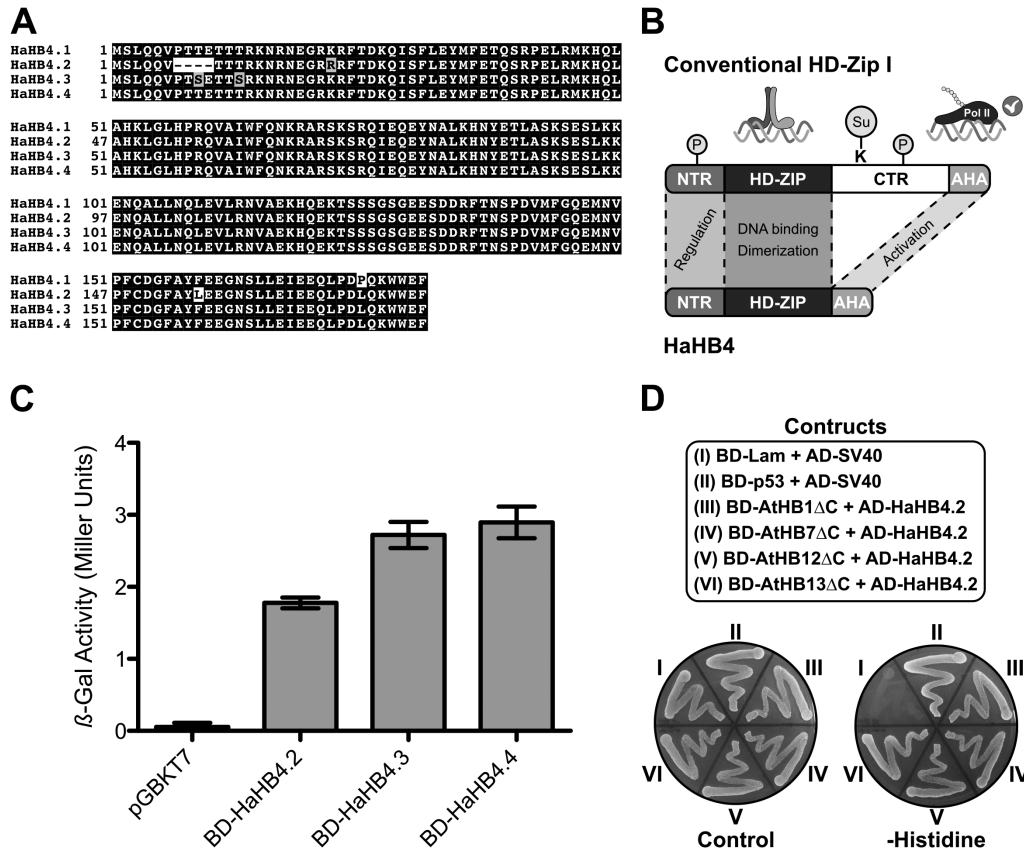 A
HaHB4.1 1 MSLQQVPTTETTTRKNRNEGRKRFTDKQISFLEYMFETQSRPELRMKHQL
HaHB4.2 1 MSLQQV----TTTRKNRNEGRRRFTDKQISFLEYMFETQSRPELRMKHQL
HaHB4.3 1 MSLQQVPTSETTSRKNRNEGRKRFTDKQISFLEYMFETQSRPELRMKHQL
HaHB4.4 1 MSLQQVPTTETTTRKNRNEGRKRFTDKQISFLEYMFETQSRPELRMKHQL
HaHB4.1 51 AHKLGLHPRQVAIWFQNKRARSKSRQIEQEYNALKHNYETLASKSESLKK
HaHB4.2 47 AHKLGLHPRQVAIWFQNKRARSKSRQIEQEYNALKHNYETLASKSESLKK
HaHB4.3 51 AHKLGLHPRQVAIWFQNKRARSKSRQIEQEYNALKHNYETLASKSESLKK
HaHB4.4 51 AHKLGLHPRQVAIWFQNKRARSKSRQIEQEYNALKHNYETLASKSESLKK
HaHB4.1 101 ENQALLNQLEVLRNVAEKHQEKTSSSGSGEESDDRFTNSPDVMFGQEMNV
HaHB4.2 97 ENQALLNQLEVLRNVAEKHQEKTSSSGSGEESDDRFTNSPDVMFGQEMNV
HaHB4.3 101 ENQALLNQLEVLRNVAEKHQEKTSSSGSGEESDDRFTNSPDVMFGQEMNV
HaHB4.4 101 ENQALLNQLEVLRNVAEKHQEKTSSSGSGEESDDRFTNSPDVMFGQEMNV
HaHB4.1 151 PFCDGFAYFEEGNSLLEIEEQLPDPQKWWEF
HaHB4.2 147 PFCDGFAYLEEGNSLLEIEEQLPDLQKWWEF
HaHB4.3 151 PFCDGFAYFEEGNSLLEIEEQLPDLQKWWEF
HaHB4.4 151 PFCDGFAYFEEGNSLLEIEEQLPDLQKWWEF
B
Conventional HD-Zip I
Pol II
Su
P
K
P
NTR HD-ZIP CTR AHA
Regulation
DNA binding
Dimerization
Activation
NTR HD-ZIP AHA
HaHB4
C
ß-Gal Activity (Miller Units)
4
3
2
1
0
pGBKT7
BD-HaHB4.2
BD-HaHB4.3
BD-HaHB4.4
D
Contructs
(I) BD-Lam + AD-SV40
(II) BD-p53 + AD-SV40
(III) BD-AtHB1ΔC + AD-HaHB4.2
(IV) BD-AtHB7ΔC + AD-HaHB4.2
(V) BD-AtHB12ΔC + AD-HaHB4.2
(VI) BD-AtHB13ΔC + AD-HaHB4.2
II
I III
VI IV
V
Control
II
I III
VI IV
V
-Histidine